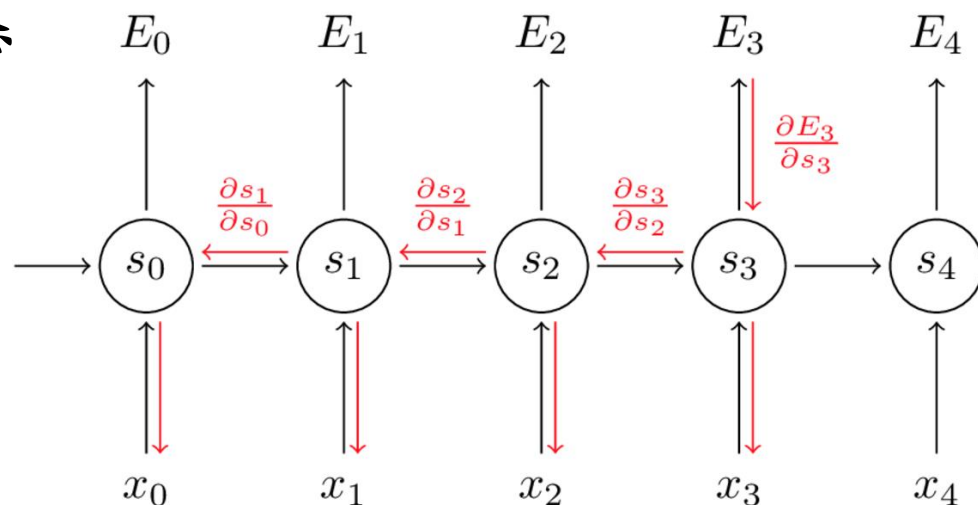 E₀ E₁ E₂ E₃ E₄
∂E₃/∂s₃
∂s₁/∂s₀ ∂s₂/∂s₁ ∂s₃/∂s₂
s₀ s₁ s₂ s₃ s₄
x₀ x₁ x₂ x₃ x₄